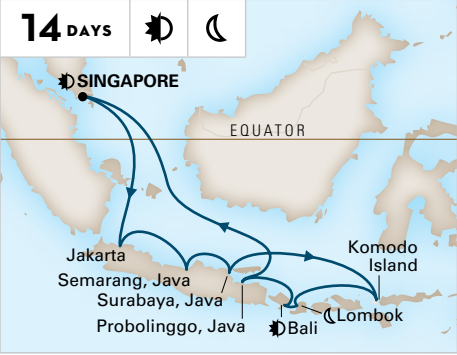 14 DAYS
SINGAPORE
EQUATOR
Komodo
Island
Jakarta
Semarang, Java
Surabaya, Java
Probolinggo, Java
Bali
Lombok